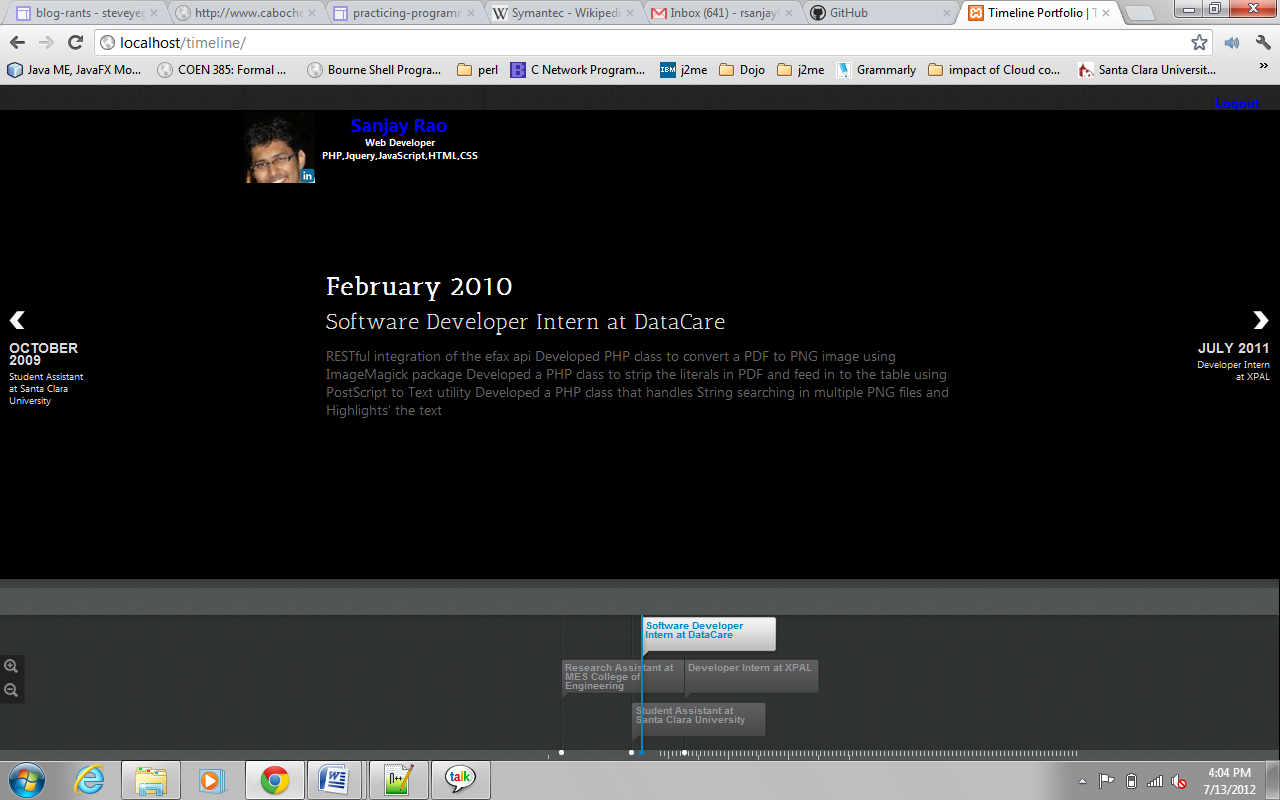 blog-rants - steveyeg
http://www.caboche
practicing-programm
Symantec - Wikipedi
Inbox (641) - rsanjay
GitHub
Timeline Portfolio | T
localhost/timeline/
Java ME, JavaFX Mo...
COEN 385: Formal ...
Bourne Shell Progra...
perl
C Network Program...
IBM
j2me
Dojo
j2me
Grammarly
impact of Cloud co...
Santa Clara Universit...
»
Logout
Sanjay Rao
Web Developer
PHP,Jquery,JavaScript,HTML,CSS
in
February 2010
Software Developer Intern at DataCare
RESTful integration of the efax api Developed PHP class to convert a PDF to PNG image using
ImageMagick package Developed a PHP class to strip the literals in PDF and feed in to the table using
PostScript to Text utility Developed a PHP class that handles String searching in multiple PNG files and
Highlights' the text
OCTOBER
2009
Student Assistant
at Santa Clara
University
JULY 2011
Developer Intern
at XPAL
Software Developer
Intern at DataCare
Research Assistant at
MES College of
Engineering
Developer Intern at XPAL
Student Assistant at
Santa Clara University
talk
4:04 PM
7/13/2012